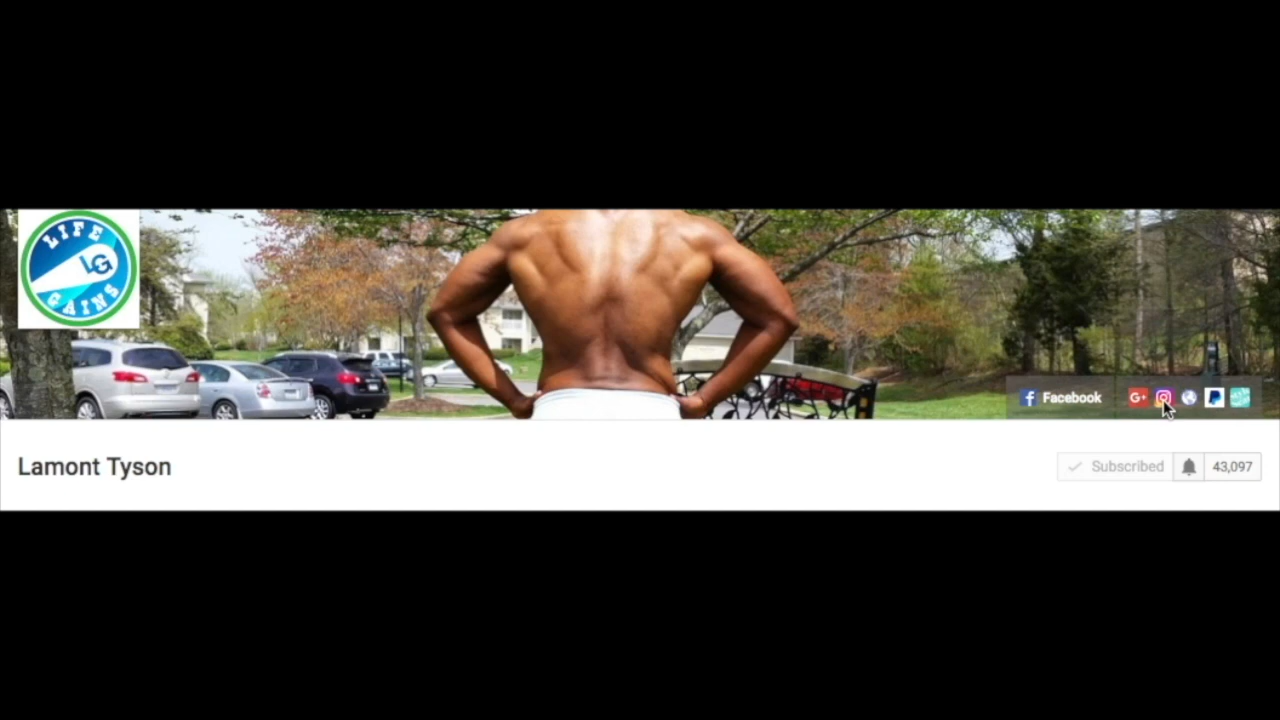 LIFE
LG
GAINS
Facebook
G+
Lamont Tyson
Subscribed
43,097